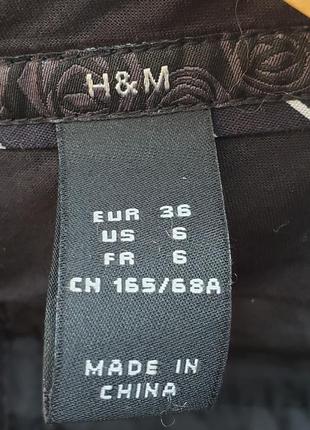 H&M
EUR 36
US 6
FR 6
CN 165/68A
MADE IN
CHINA